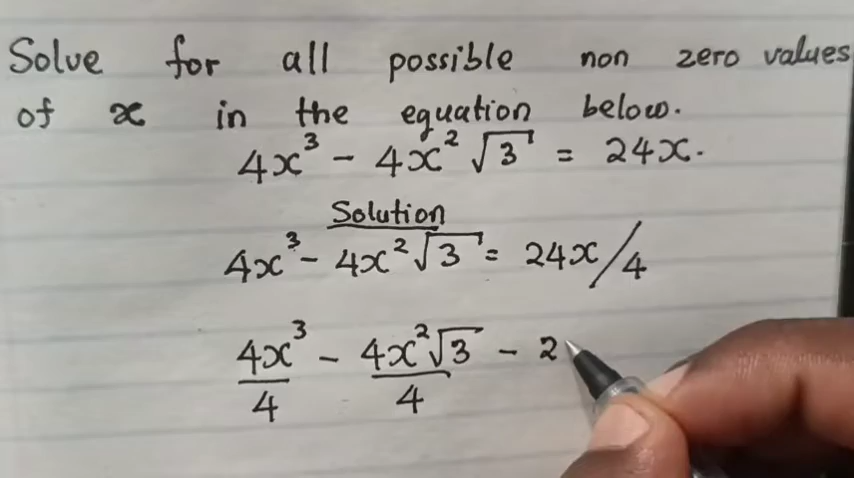 Solve for all possible non zero values
of x in the equation below.
4x³ - 4x² √3 = 24x.
Solution
4x³ - 4x²√3 = 24x/4
4x³/4 - 4x²√3/4 - 2